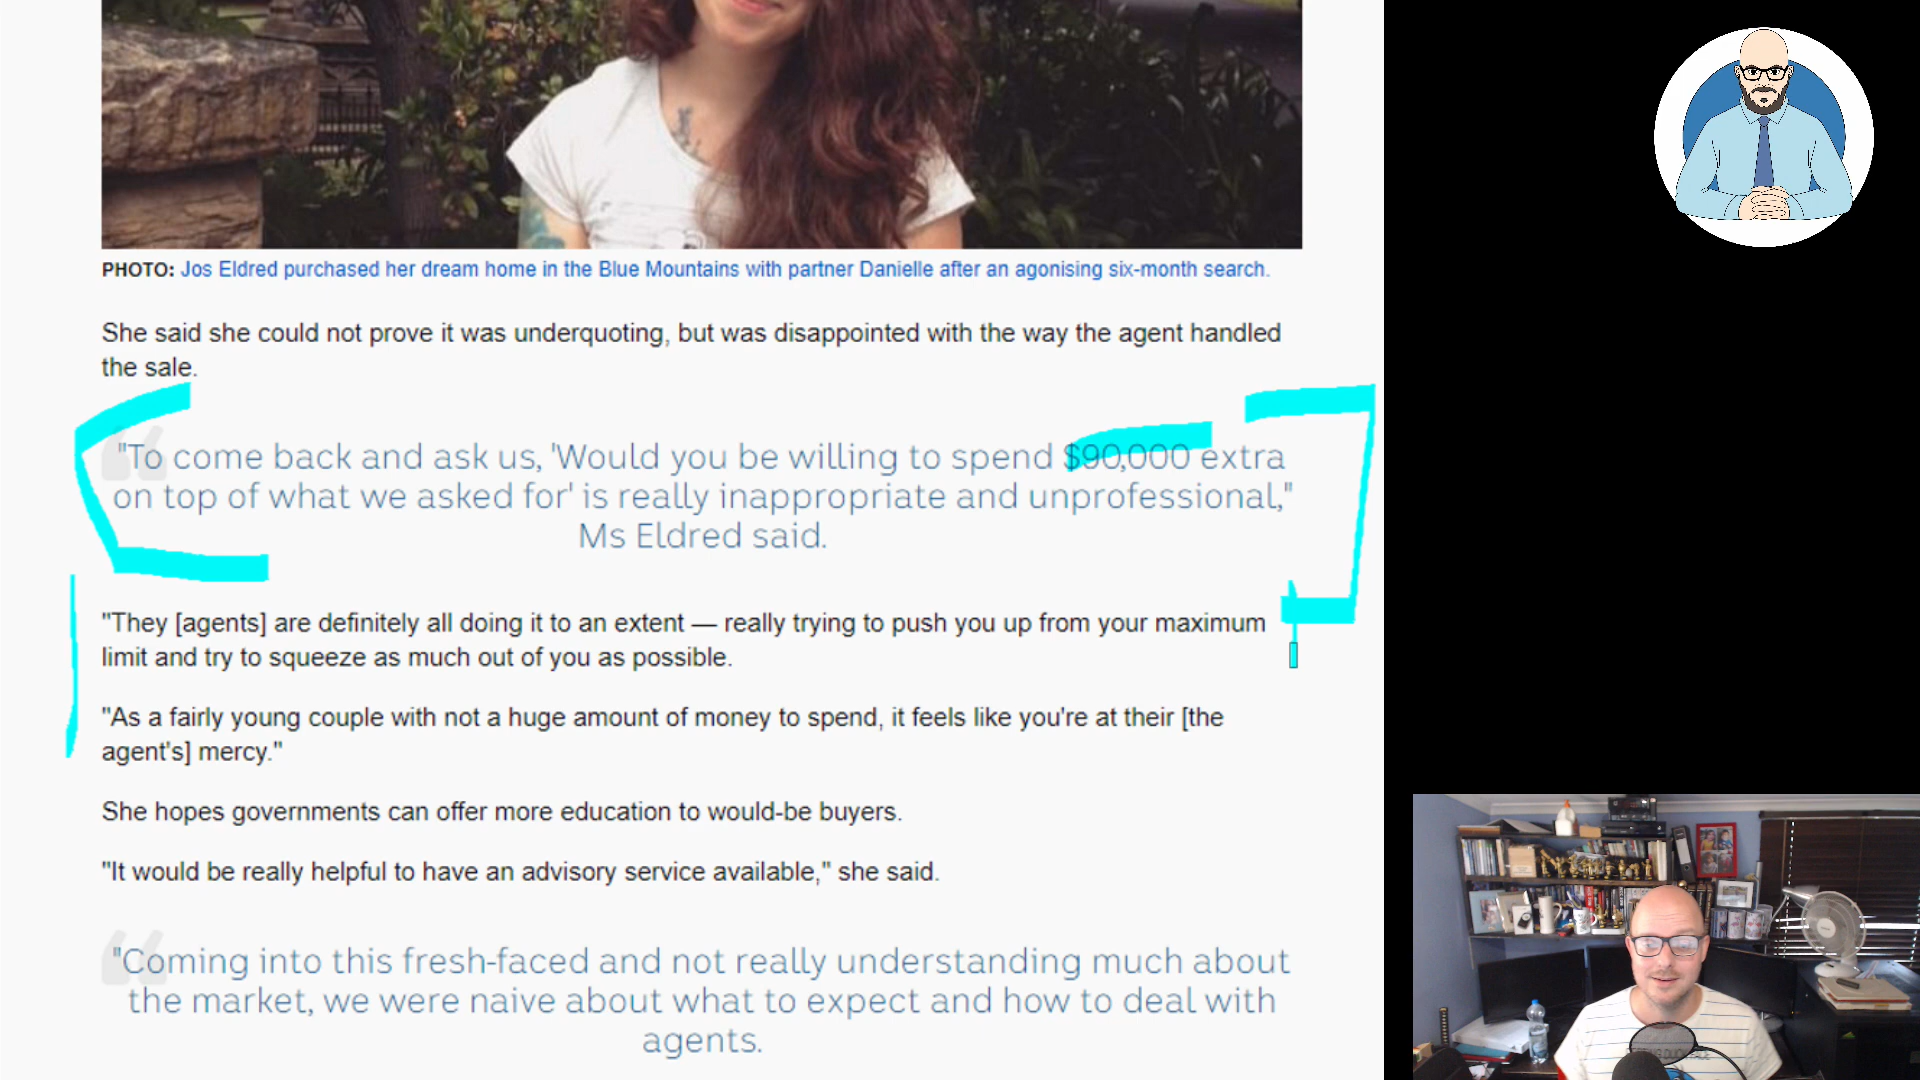 PHOTO: Jos Eldred purchased her dream home in the Blue Mountains with partner Danielle after an agonising six-month search.
She said she could not prove it was underquoting, but was disappointed with the way the agent handled
the sale.
"To come back and ask us, 'Would you be willing to spend $90,000 extra
on top of what we asked for' is really inappropriate and unprofessional,"
Ms Eldred said.
"They [agents] are definitely all doing it to an extent — really trying to push you up from your maximum
limit and try to squeeze as much out of you as possible.
"As a fairly young couple with not a huge amount of money to spend, it feels like you're at their [the
agent's] mercy."
She hopes governments can offer more education to would-be buyers.
"It would be really helpful to have an advisory service available," she said.
"Coming into this fresh-faced and not really understanding much about
the market, we were naive about what to expect and how to deal with
agents.